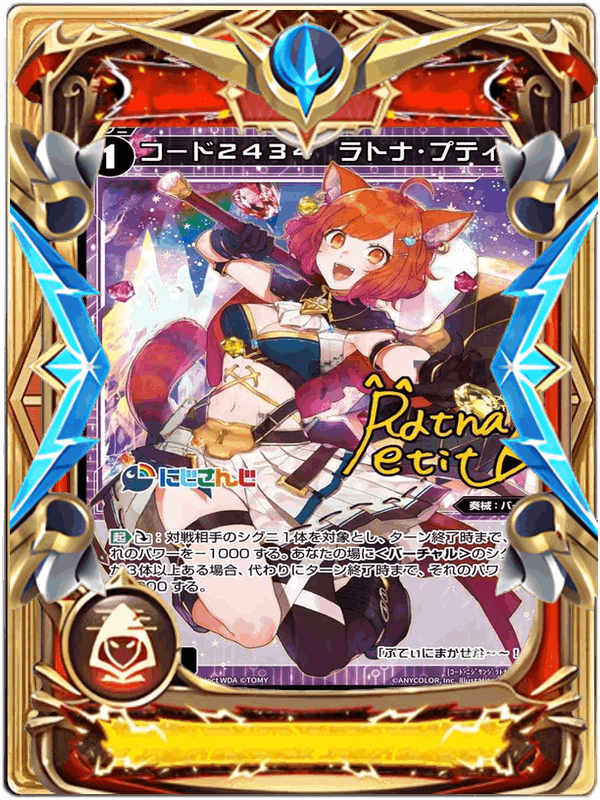 1
コード2434 ラトナ・プティ
Ratna
etit
にじさんじ
奏械：バ
起 : 対戦相手のシグニ1体を対象とし、ターン終了時まで、
れのパワーを－1000する。あなたの場に<バーチャル>のシグ
が3体以上ある場合、代わりにターン終了時まで、そのパワ
00する。
「ぷてぃにまかせ ～！
ject WDA ©TOMY
©ANYCOLOR, Inc.